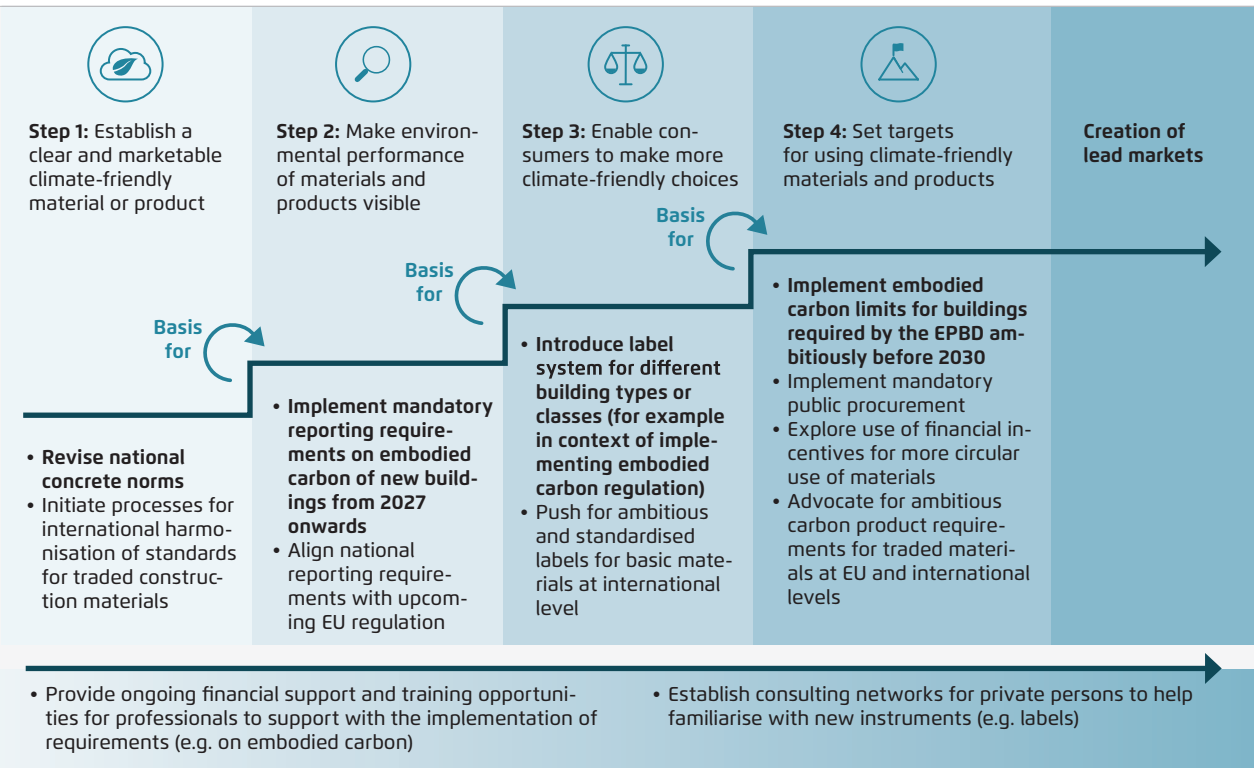 Step 1: Establish a
clear and marketable
climate-friendly
material or product
Step 2: Make environ-
mental performance
of materials and
products visible
Step 3: Enable con-
sumers to make more
climate-friendly choices
Step 4: Set targets
for using climate-friendly
materials and products
Creation of
lead markets
Basis
for
Basis
for
Basis
for
• Revise national
concrete norms
• Initiate processes for
international harmo-
nisation of standards
for traded construc-
tion materials
• Implement mandatory
reporting require-
ments on embodied
carbon of new build-
ings from 2027
onwards
• Align national
reporting require-
ments with upcom-
ing EU regulation
• Introduce label
system for different
building types or
classes (for example
in context of imple-
menting embodied
carbon regulation)
• Push for ambitious
and standardised
labels for basic mate-
rials at international
level
• Implement embodied
carbon limits for buildings
required by the EPBD am-
bitiously before 2030
• Implement mandatory
public procurement
• Explore use of financial in-
centives for more circular
use of materials
• Advocate for ambitious
carbon product require-
ments for traded materi-
als at EU and international
levels
• Provide ongoing financial support and training opportuni-
ties for professionals to support with the implementation of
requirements (e.g. on embodied carbon)
• Establish consulting networks for private persons to help
familiarise with new instruments (e.g. labels)